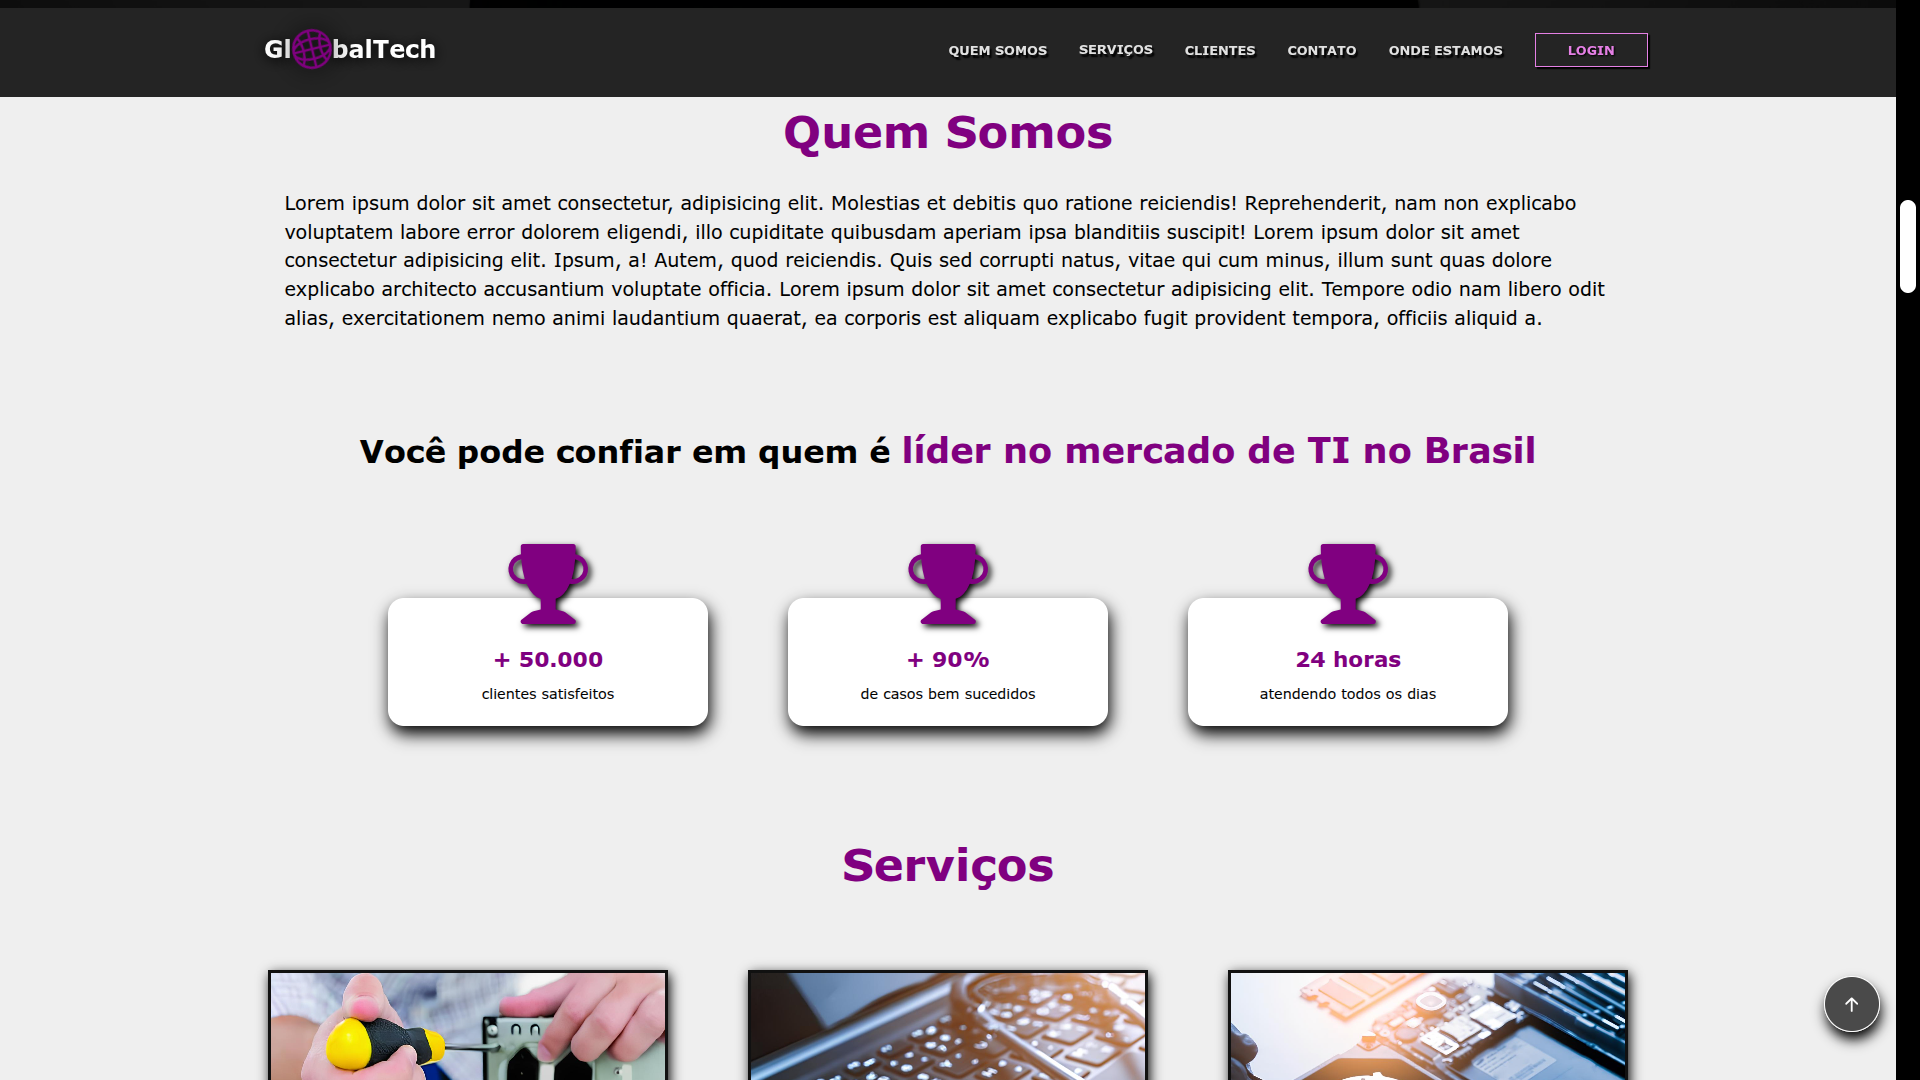 GlobalTech
QUEM SOMOS SERVIÇOS CLIENTES CONTATO ONDE ESTAMOS LOGIN
Quem Somos
Lorem ipsum dolor sit amet consectetur, adipisicing elit. Molestias et debitis quo ratione reiciendis! Reprehenderit, nam non explicabo
voluptatem labore error dolorem eligendi, illo cupiditate quibusdam aperiam ipsa blanditiis suscipit! Lorem ipsum dolor sit amet
consectetur adipisicing elit. Ipsum, a! Autem, quod reiciendis. Quis sed corrupti natus, vitae qui cum minus, illum sunt quas dolore
explicabo architecto accusantium voluptate officia. Lorem ipsum dolor sit amet consectetur adipisicing elit. Tempore odio nam libero odit
alias, exercitationem nemo animi laudantium quaerat, ea corporis est aliquam explicabo fugit provident tempora, officiis aliquid a.
Você pode confiar em quem é líder no mercado de TI no Brasil
+ 50.000
clientes satisfeitos
+ 90%
de casos bem sucedidos
24 horas
atendendo todos os dias
Serviços